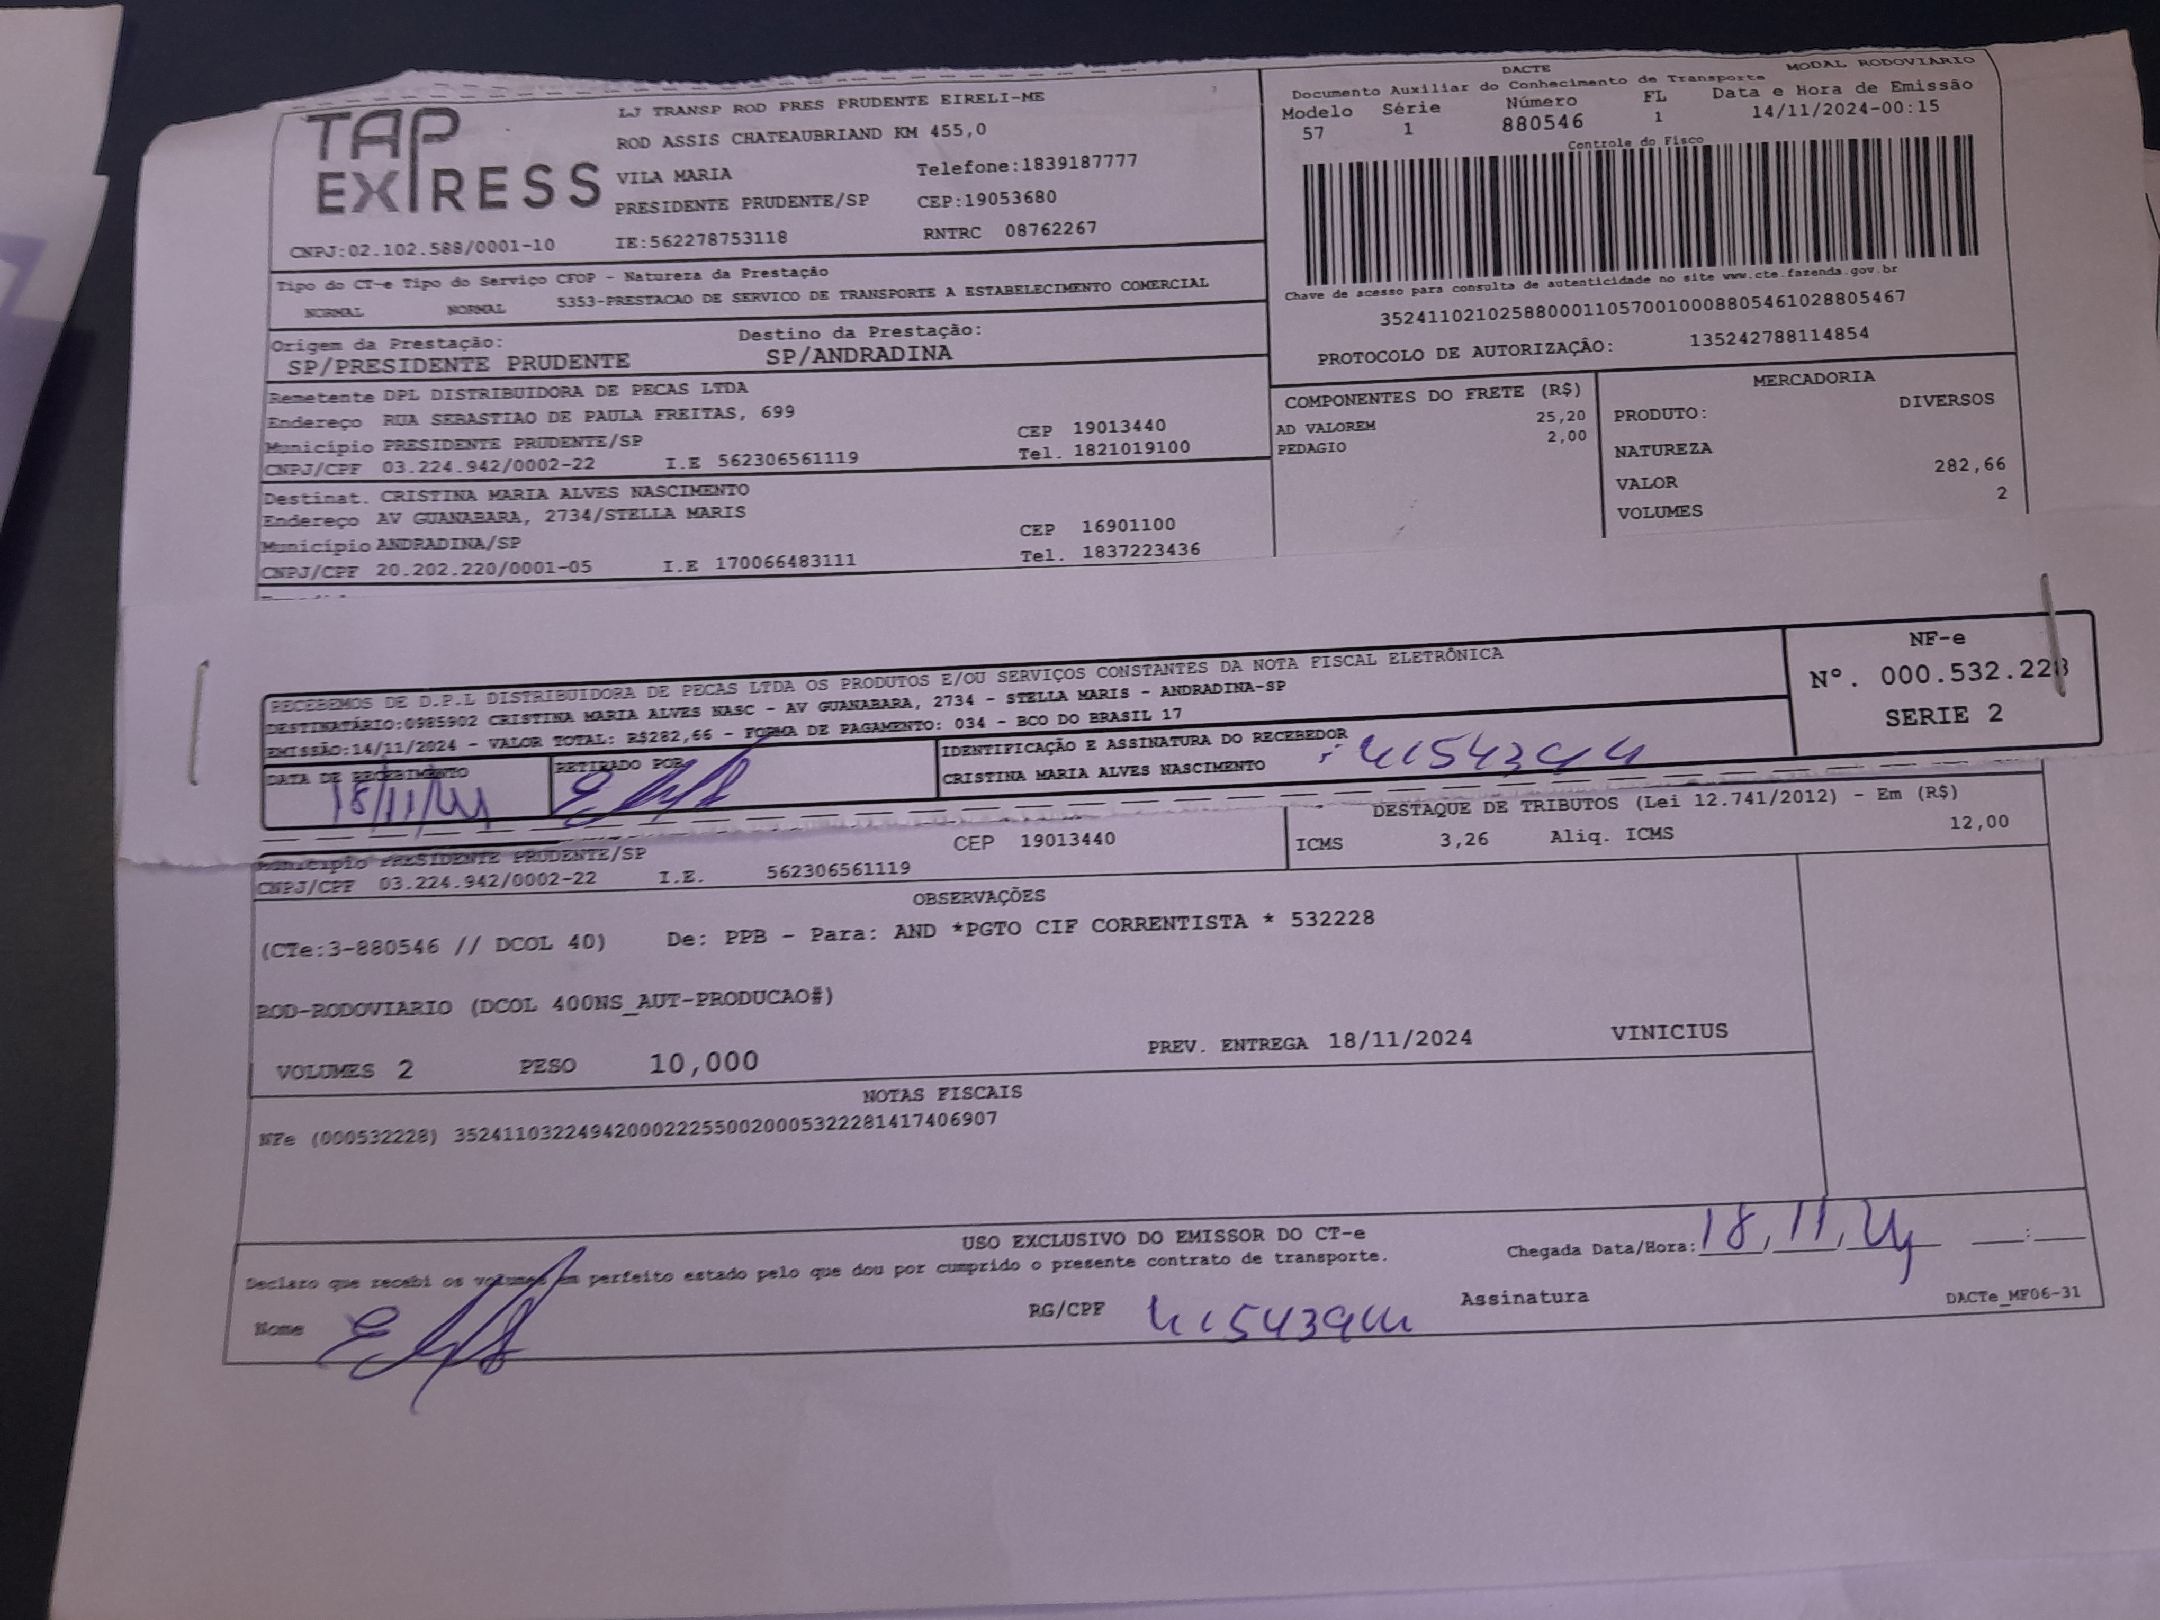 TAP
EXPRESS
LJ TRANSP ROD PRES PRUDENTE EIRELI-ME
ROD ASSIS CHATEAUBRIAND KM 455,0
VILA MARIA Telefone:1839187777
PRESIDENTE PRUDENTE/SP CEP:19053680
CNPJ:02.102.588/0001-10 IE:562278753118 RNTRC 08762267
DACTE MODAL RODOVIARIO
Documento Auxiliar do Conhecimento de Transporte
Modelo Série Número FL Data e Hora de Emissão
57 1 880546 1 14/11/2024-00:15
Controle do Fisco
Chave de acesso para consulta de autenticidade no site www.cte.fazenda.gov.br
35241102102588000110570010008805461028805467
PROTOCOLO DE AUTORIZAÇÃO: 135242788114854
Tipo do CT-e Tipo do Serviço CFOP - Natureza da Prestação
NORMAL NORMAL 5353-PRESTACAO DE SERVICO DE TRANSPORTE A ESTABELECIMENTO COMERCIAL
Origem da Prestação: Destino da Prestação:
SP/PRESIDENTE PRUDENTE SP/ANDRADINA
Remetente DPL DISTRIBUIDORA DE PECAS LTDA
Endereço RUA SEBASTIAO DE PAULA FREITAS, 699
Município PRESIDENTE PRUDENTE/SP CEP 19013440
CNPJ/CPF 03.224.942/0002-22 I.E 562306561119 Tel. 1821019100
Destinat. CRISTINA MARIA ALVES NASCIMENTO
Endereço AV GUANABARA, 2734/STELLA MARIS
Município ANDRADINA/SP CEP 16901100
CNPJ/CPF 20.202.220/0001-05 I.E 170066483111 Tel. 1837223436
COMPONENTES DO FRETE (R$)
AD VALOREM 25,20
PEDAGIO 2,00
MERCADORIA
PRODUTO: DIVERSOS
NATUREZA
VALOR 282,66
VOLUMES 2
RECEBEMOS DE D.P.L DISTRIBUIDORA DE PECAS LTDA OS PRODUTOS E/OU SERVIÇOS CONSTANTES DA NOTA FISCAL ELETRÔNICA
DESTINATÁRIO:0985902 CRISTINA MARIA ALVES NASC - AV GUANABARA, 2734 - STELLA MARIS - ANDRADINA-SP
EMISSÃO:14/11/2024 - VALOR TOTAL: R$282,66 - FORMA DE PAGAMENTO: 034 - BCO DO BRASIL 17
NF-e
Nº. 000.532.228
SERIE 2
DATA DE RECEBIMENTO RETIRADO POR IDENTIFICAÇÃO E ASSINATURA DO RECEBEDOR
18/11/24 CRISTINA MARIA ALVES NASCIMENTO
Município PRESIDENTE PRUDENTE/SP CEP 19013440
CNPJ/CPF 03.224.942/0002-22 I.E. 562306561119
DESTAQUE DE TRIBUTOS (Lei 12.741/2012) - Em (R$)
ICMS 3,26 Aliq. ICMS 12,00
OBSERVAÇÕES
(CTe:3-880546 // DCOL 40) De: PPB - Para: AND *PGTO CIF CORRENTISTA * 532228
ROD-RODOVIARIO (DCOL 400NS_AUT-PRODUCAO#)
VOLUMES 2 PESO 10,000 PREV. ENTREGA 18/11/2024 VINICIUS
NOTAS FISCAIS
NFe (000532228) 35241103224942000222550020005322281417406907
USO EXCLUSIVO DO EMISSOR DO CT-e
Declaro que recebi os volumes em perfeito estado pelo que dou por cumprido o presente contrato de transporte.
Chegada Data/Hora: 18/11/24 __:__
Nome RG/CPF Assinatura DACTe_MF06-31